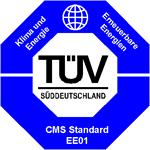 Klima und
Energie
Erneuerbare
Energien
TÜV
SÜDDEUTSCHLAND
CMS Standard
EE01